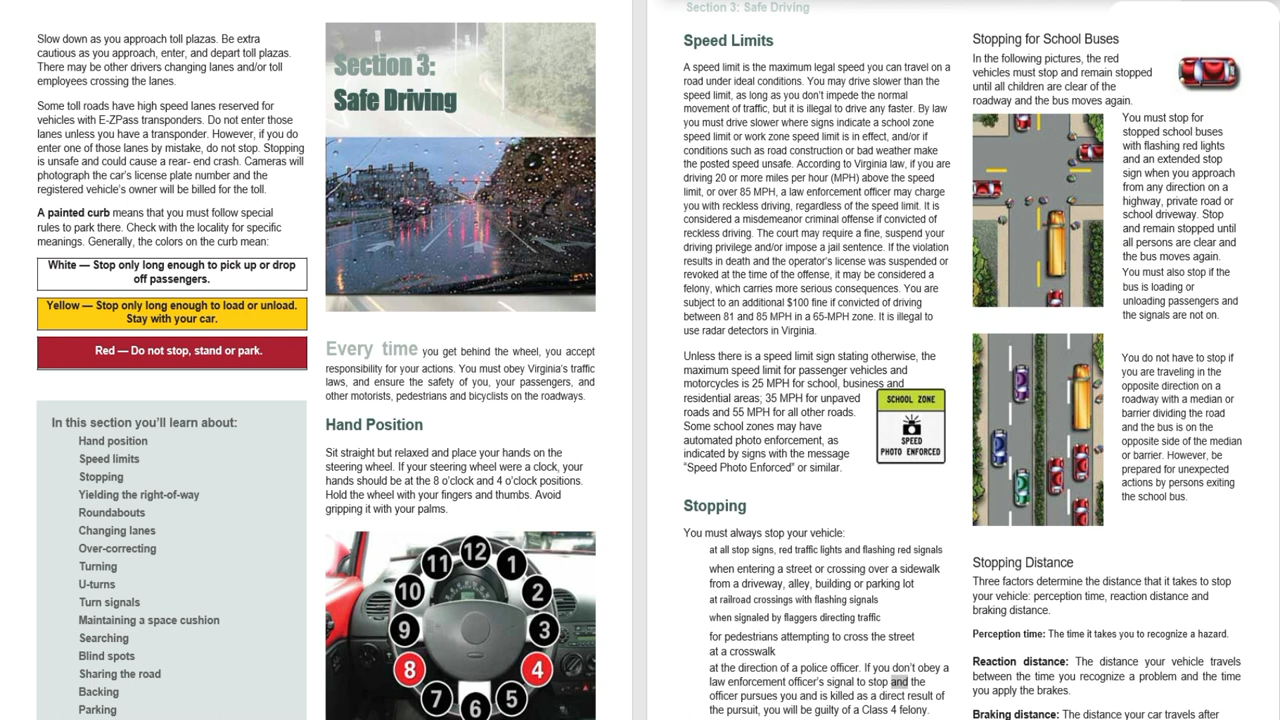 Slow down as you approach toll plazas. Be extra
cautious as you approach, enter, and depart toll plazas.
There may be other drivers changing lanes and/or toll
employees crossing the lanes.
Some toll roads have high speed lanes reserved for
vehicles with E-ZPass transponders. Do not enter those
lanes unless you have a transponder. However, if you do
enter one of those lanes by mistake, do not stop. Stopping
is unsafe and could cause a rear- end crash. Cameras will
photograph the car's license plate number and the
registered vehicle's owner will be billed for the toll.
A painted curb means that you must follow special
rules to park there. Check with the locality for specific
meanings. Generally, the colors on the curb mean:
White — Stop only long enough to pick up or drop
off passengers.
Yellow — Stop only long enough to load or unload.
Stay with your car.
Red — Do not stop, stand or park.
In this section you'll learn about:
Hand position
Speed limits
Stopping
Yielding the right-of-way
Roundabouts
Changing lanes
Over-correcting
Turning
U-turns
Turn signals
Maintaining a space cushion
Searching
Blind spots
Sharing the road
Backing
Parking
Section 3:
Safe Driving
Every time you get behind the wheel, you accept
responsibility for your actions. You must obey Virginia's traffic
laws, and ensure the safety of you, your passengers, and
other motorists, pedestrians and bicyclists on the roadways.
Hand Position
Sit straight but relaxed and place your hands on the
steering wheel. If your steering wheel were a clock, your
hands should be at the 8 o'clock and 4 o'clock positions.
Hold the wheel with your fingers and thumbs. Avoid
gripping it with your palms.
12
11 1
10 2
9 3
8 4
7 5
6
Section 3: Safe Driving
Speed Limits
A speed limit is the maximum legal speed you can travel on a
road under ideal conditions. You may drive slower than the
speed limit, as long as you don't impede the normal
movement of traffic, but it is illegal to drive any faster. By law
you must drive slower where signs indicate a school zone
speed limit or work zone speed limit is in effect, and/or if
conditions such as road construction or bad weather make
the posted speed unsafe. According to Virginia law, if you are
driving 20 or more miles per hour (MPH) above the speed
limit, or over 85 MPH, a law enforcement officer may charge
you with reckless driving, regardless of the speed limit. It is
considered a misdemeanor criminal offense if convicted of
reckless driving. The court may require a fine, suspend your
driving privilege and/or impose a jail sentence. If the violation
results in death and the operator's license was suspended or
revoked at the time of the offense, it may be considered a
felony, which carries more serious consequences. You are
subject to an additional $100 fine if convicted of driving
between 81 and 85 MPH in a 65-MPH zone. It is illegal to
use radar detectors in Virginia.
Unless there is a speed limit sign stating otherwise, the
maximum speed limit for passenger vehicles and
motorcycles is 25 MPH for school, business and
residential areas; 35 MPH for unpaved
roads and 55 MPH for all other roads.
Some school zones may have
automated photo enforcement, as
indicated by signs with the message
“Speed Photo Enforced” or similar.
SCHOOL ZONE
SPEED
PHOTO ENFORCED
Stopping
You must always stop your vehicle:
at all stop signs, red traffic lights and flashing red signals
when entering a street or crossing over a sidewalk
from a driveway, alley, building or parking lot
at railroad crossings with flashing signals
when signaled by flaggers directing traffic
for pedestrians attempting to cross the street
at a crosswalk
at the direction of a police officer. If you don't obey a
law enforcement officer's signal to stop and the
officer pursues you and is killed as a direct result of
the pursuit, you will be guilty of a Class 4 felony.
Stopping for School Buses
In the following pictures, the red
vehicles must stop and remain stopped
until all children are clear of the
roadway and the bus moves again.
You must stop for
stopped school buses
with flashing red lights
and an extended stop
sign when you approach
from any direction on a
highway, private road or
school driveway. Stop
and remain stopped until
all persons are clear and
the bus moves again.
You must also stop if the
bus is loading or
unloading passengers and
the signals are not on.
You do not have to stop if
you are traveling in the
opposite direction on a
roadway with a median or
barrier dividing the road
and the bus is on the
opposite side of the median
or barrier. However, be
prepared for unexpected
actions by persons exiting
the school bus.
Stopping Distance
Three factors determine the distance that it takes to stop
your vehicle: perception time, reaction distance and
braking distance.
Perception time: The time it takes you to recognize a hazard.
Reaction distance: The distance your vehicle travels
between the time you recognize a problem and the time
you apply the brakes.
Braking distance: The distance your car travels after